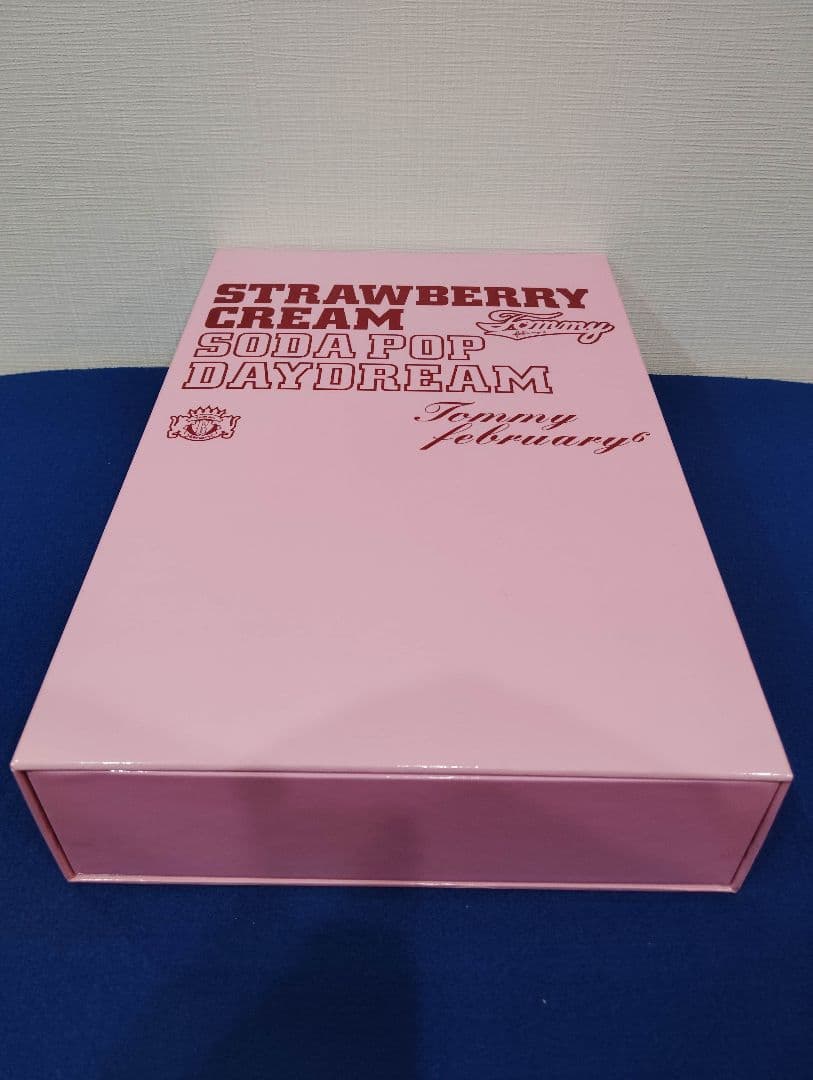 STRAWBERRY
CREAM
Tommy
SODA POP
DAYDREAM
Tommy
february6